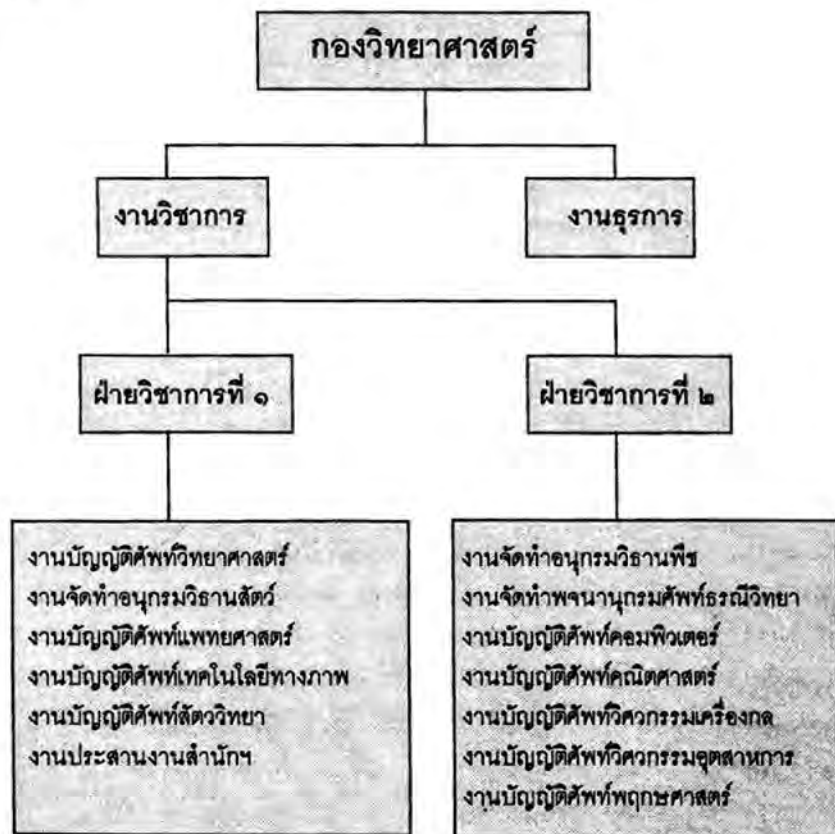 กองวิทยาศาสตร์
งานวิชาการ
งานธุรการ
ฝ่ายวิชาการที่ ๑
ฝ่ายวิชาการที่ ๒
งานบัญญัติศัพท์วิทยาศาสตร์
งานจัดทำอนุกรมวิธานสัตว์
งานบัญญัติศัพท์แพทยศาสตร์
งานบัญญัติศัพท์เทคโนโลยีทางภาพ
งานบัญญัติศัพท์สัตววิทยา
งานประสานงานสำนักฯ
งานจัดทำอนุกรมวิธานพืช
งานจัดทำพจนานุกรมศัพท์ธรณีวิทยา
งานบัญญัติศัพท์คอมพิวเตอร์
งานบัญญัติศัพท์คณิตศาสตร์
งานบัญญัติศัพท์วิศวกรรมเครื่องกล
งานบัญญัติศัพท์วิศวกรรมอุตสาหการ
งานบัญญัติศัพท์พฤกษศาสตร์